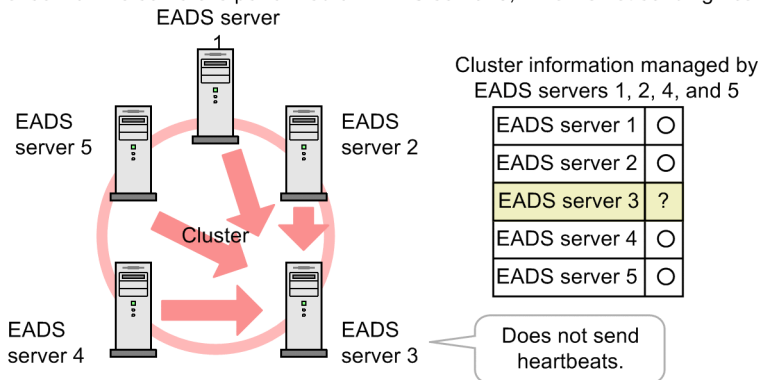 EADS server
1
EADS
server 5
EADS
server 2
Cluster
EADS
server 4
EADS
server 3
Does not send
heartbeats.
Cluster information managed by
EADS servers 1, 2, 4, and 5
EADS server 1 ○
EADS server 2 ○
EADS server 3 ?
EADS server 4 ○
EADS server 5 ○